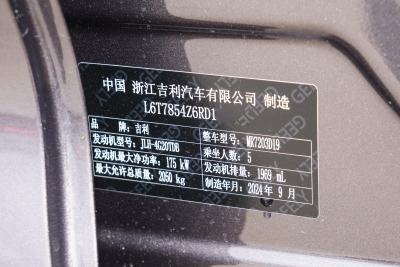 中国 浙江吉利汽车有限公司 制造
L6T7854Z6RD1
品牌：吉利 整车型号：MR7203D19
发动机型号：JLH-4G20TDB 乘坐人数：5
发动机最大净功率：175 kW 发动机排量：1969 mL
最大允许总质量：2050 kg 制造年月：2024 年 9 月
GEELY